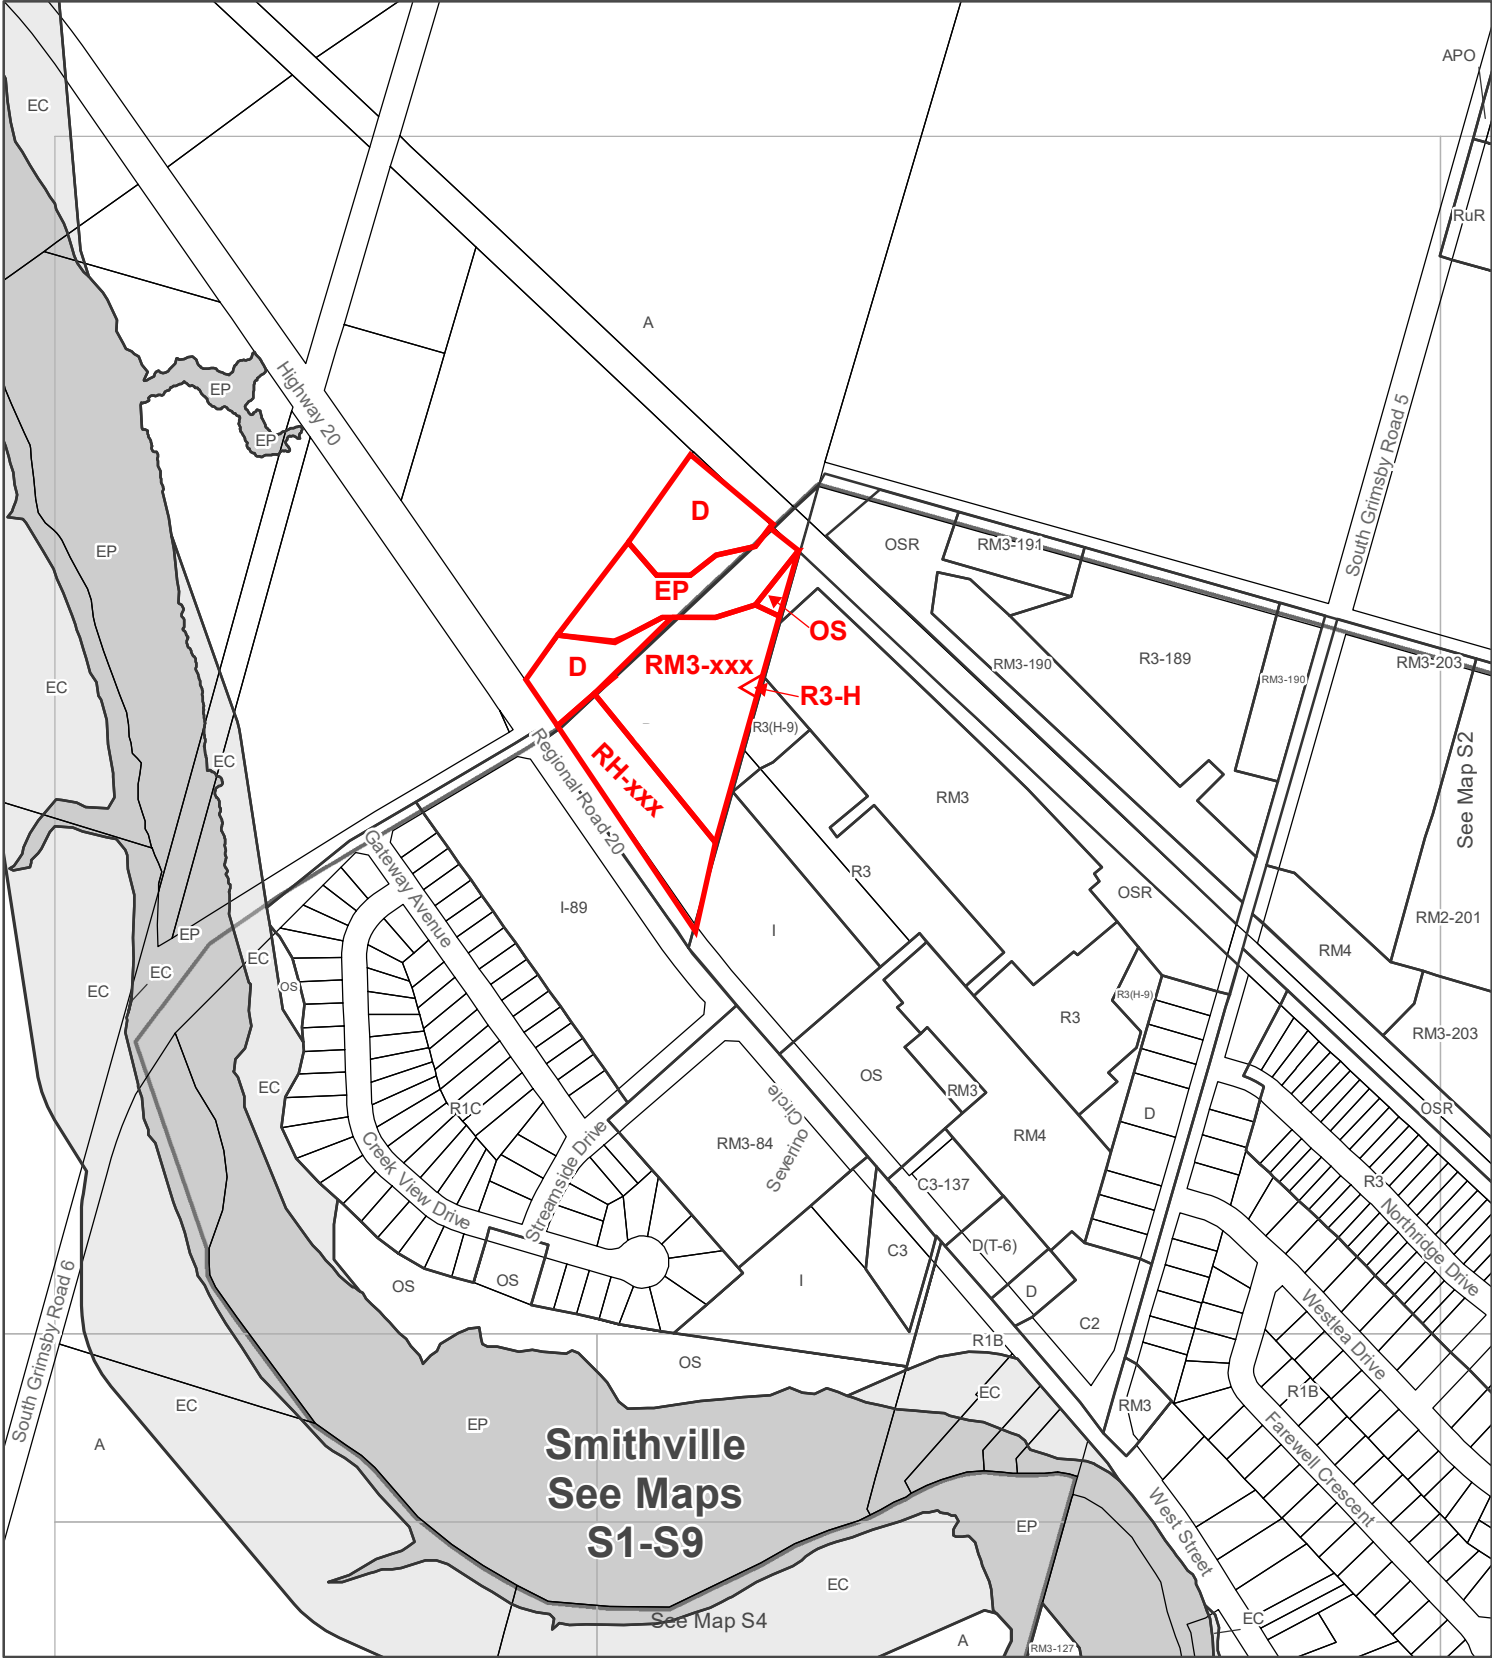 APO
EC
RuR
A
Highway 20
EP
EP
South Grimsby Road 5
D
OSR
RM3-191
EP
EP
OS
RM3-xxx
D
RM3-190
R3-189
RM3-203
RM3-190
EC
R3-H
R3(H-9)
See Map S2
Regional Road 20
RH-xxx
EC
RM3
Gateway Avenue
R3
OSR
I-89
I
RM2-201
EP
RM4
EC
EC
EC
OS
R3(H-9)
R3
RM3-203
OS
RM3
EC
Severino Circle
R1C
D
OSR
RM4
RM3-84
Creek View Drive
Streamside Drive
C3-137
R3
Northridge Drive
D(T-6)
C3
OS
OS
I
D
South Grimsby Road 6
C2
Westlea Drive
R1B
OS
EC
R1B
EC
RM3
EP
A
Farewell Crescent
Smithville
See Maps
S1-S9
West Street
EP
EC
See Map S4
EC
A
RM3-127